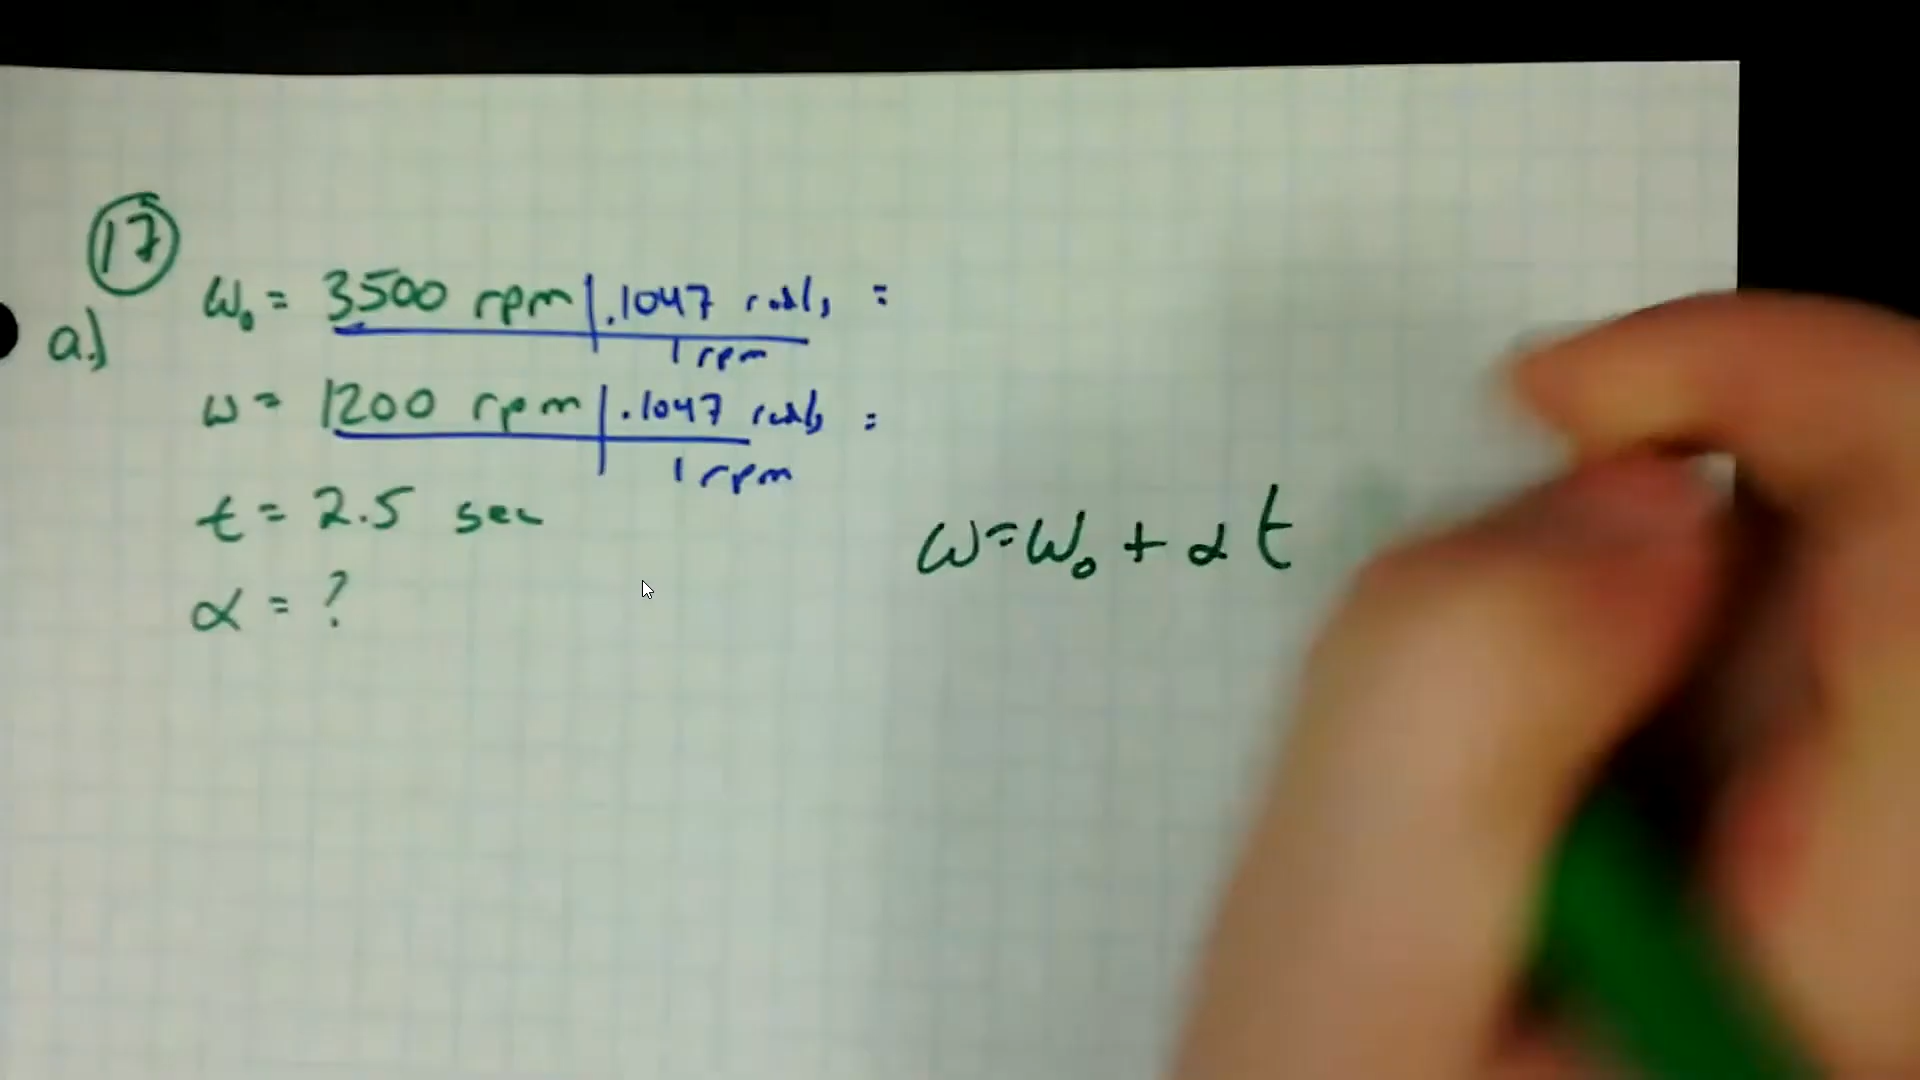 17
a.) ω₀ = 3500 rpm | .1047 rad/s =
1 rpm
ω = 1200 rpm | .1047 rad/s =
1 rpm
t = 2.5 sec
ω = ω₀ + α t
α = ?